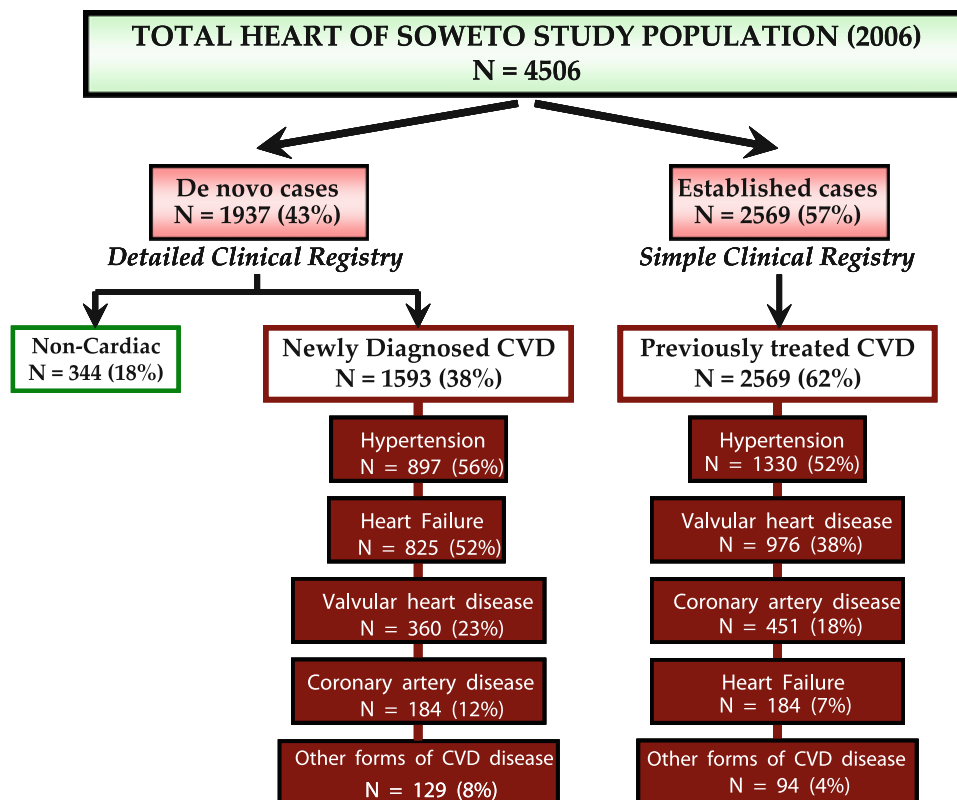 TOTAL HEART OF SOWETO STUDY POPULATION (2006)
N = 4506
De novo cases
N = 1937 (43%)
Detailed Clinical Registry
Established cases
N = 2569 (57%)
Simple Clinical Registry
Non-Cardiac
N = 344 (18%)
Newly Diagnosed CVD
N = 1593 (38%)
Previously treated CVD
N = 2569 (62%)
Hypertension
N = 897 (56%)
Heart Failure
N = 825 (52%)
Valvular heart disease
N = 360 (23%)
Coronary artery disease
N = 184 (12%)
Other forms of CVD disease
N = 129 (8%)
Hypertension
N = 1330 (52%)
Valvular heart disease
N = 976 (38%)
Coronary artery disease
N = 451 (18%)
Heart Failure
N = 184 (7%)
Other forms of CVD disease
N = 94 (4%)